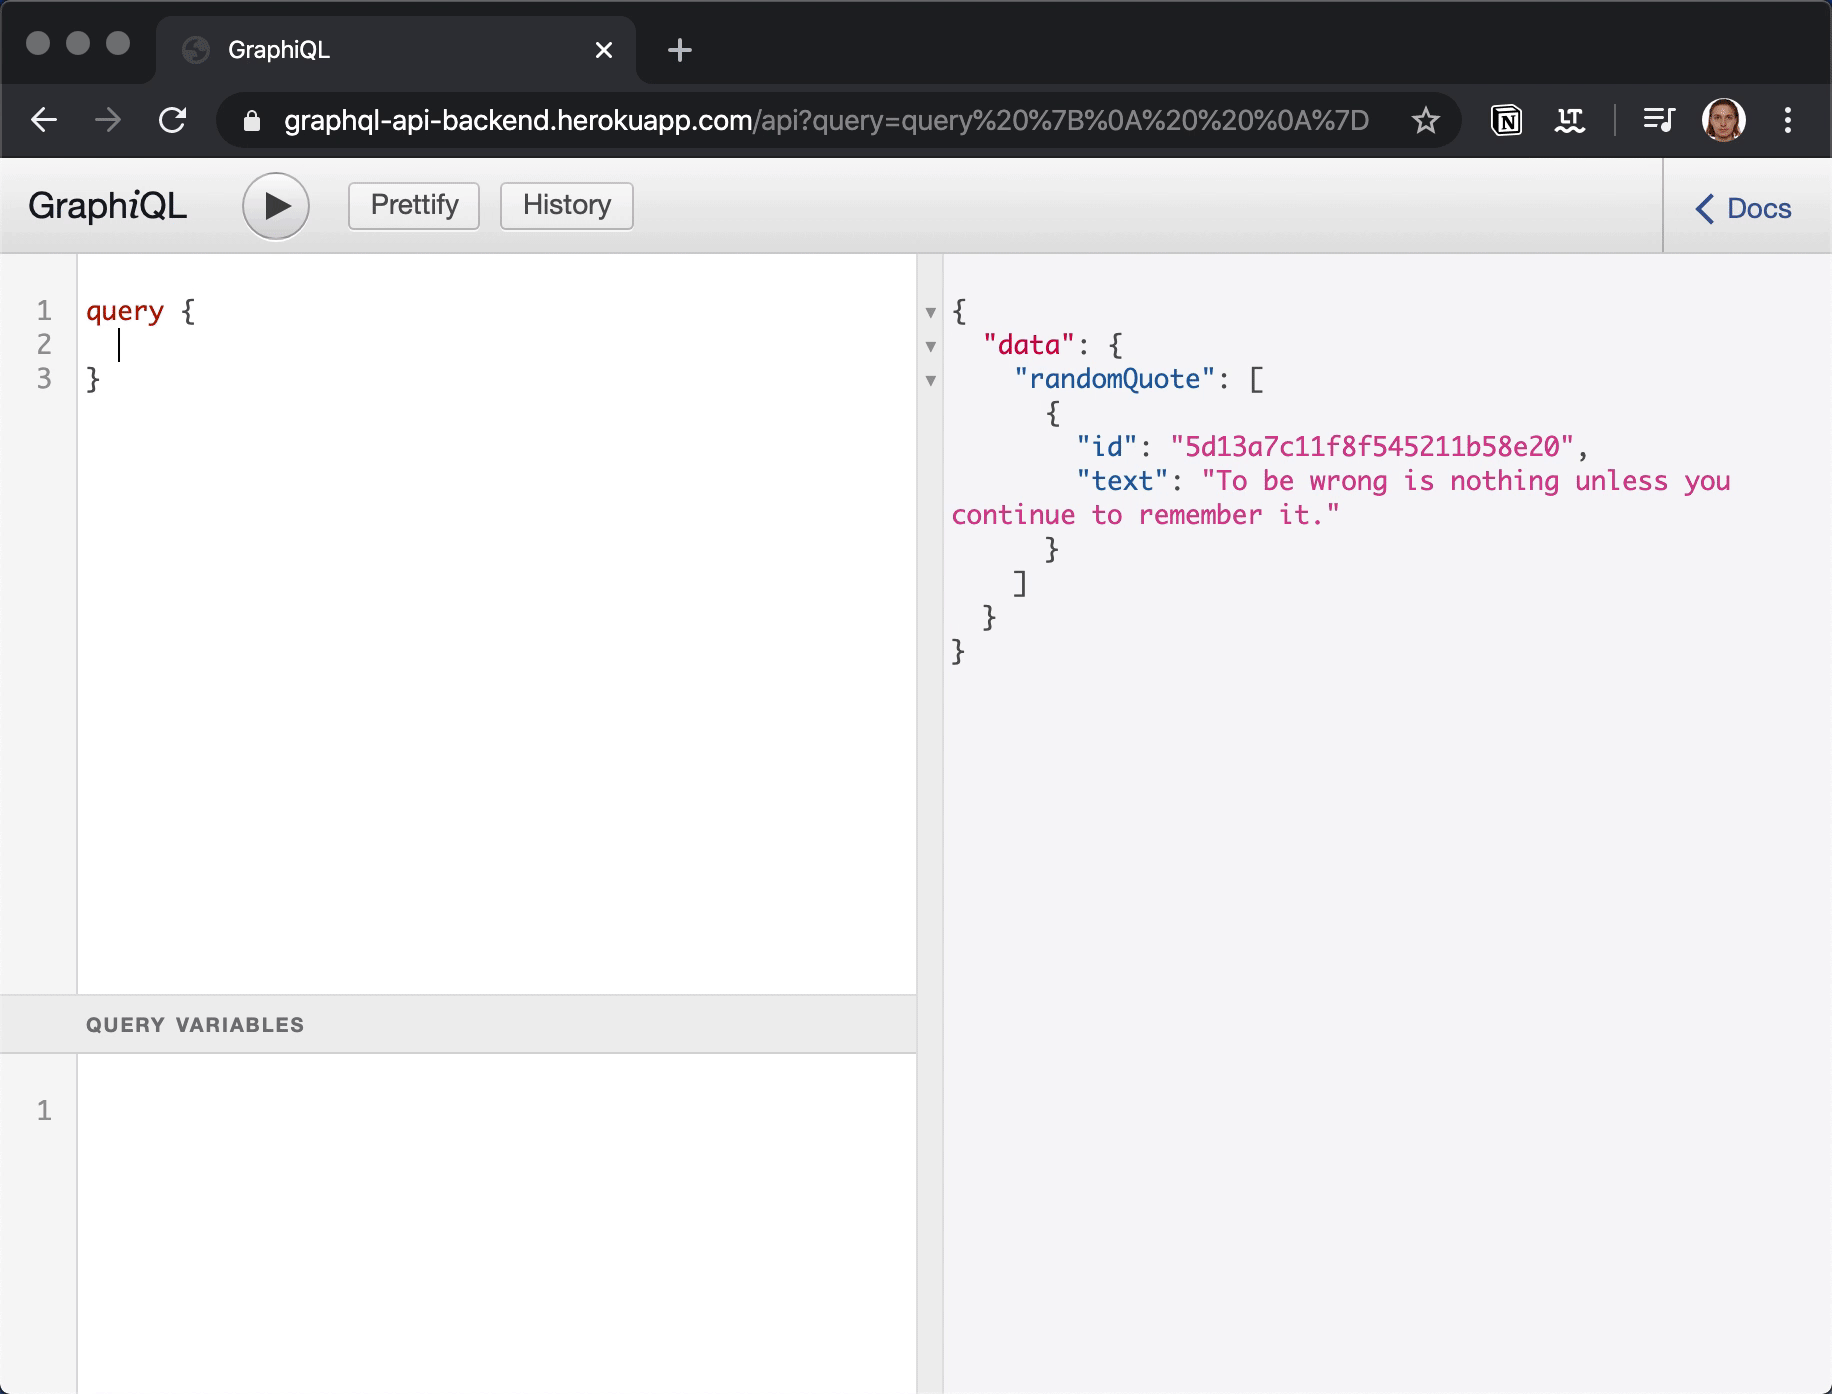 GraphiQL
graphql-api-backend.herokuapp.com/api?query=query%20%7B%0A%20%20%0A%7D
N
LT
GraphiQL
Prettify
History
Docs
1 query {
2
3 }
{
"data": {
"randomQuote": [
{
"id": "5d13a7c11f8f545211b58e20",
"text": "To be wrong is nothing unless you
continue to remember it."
}
]
}
}
QUERY VARIABLES
1